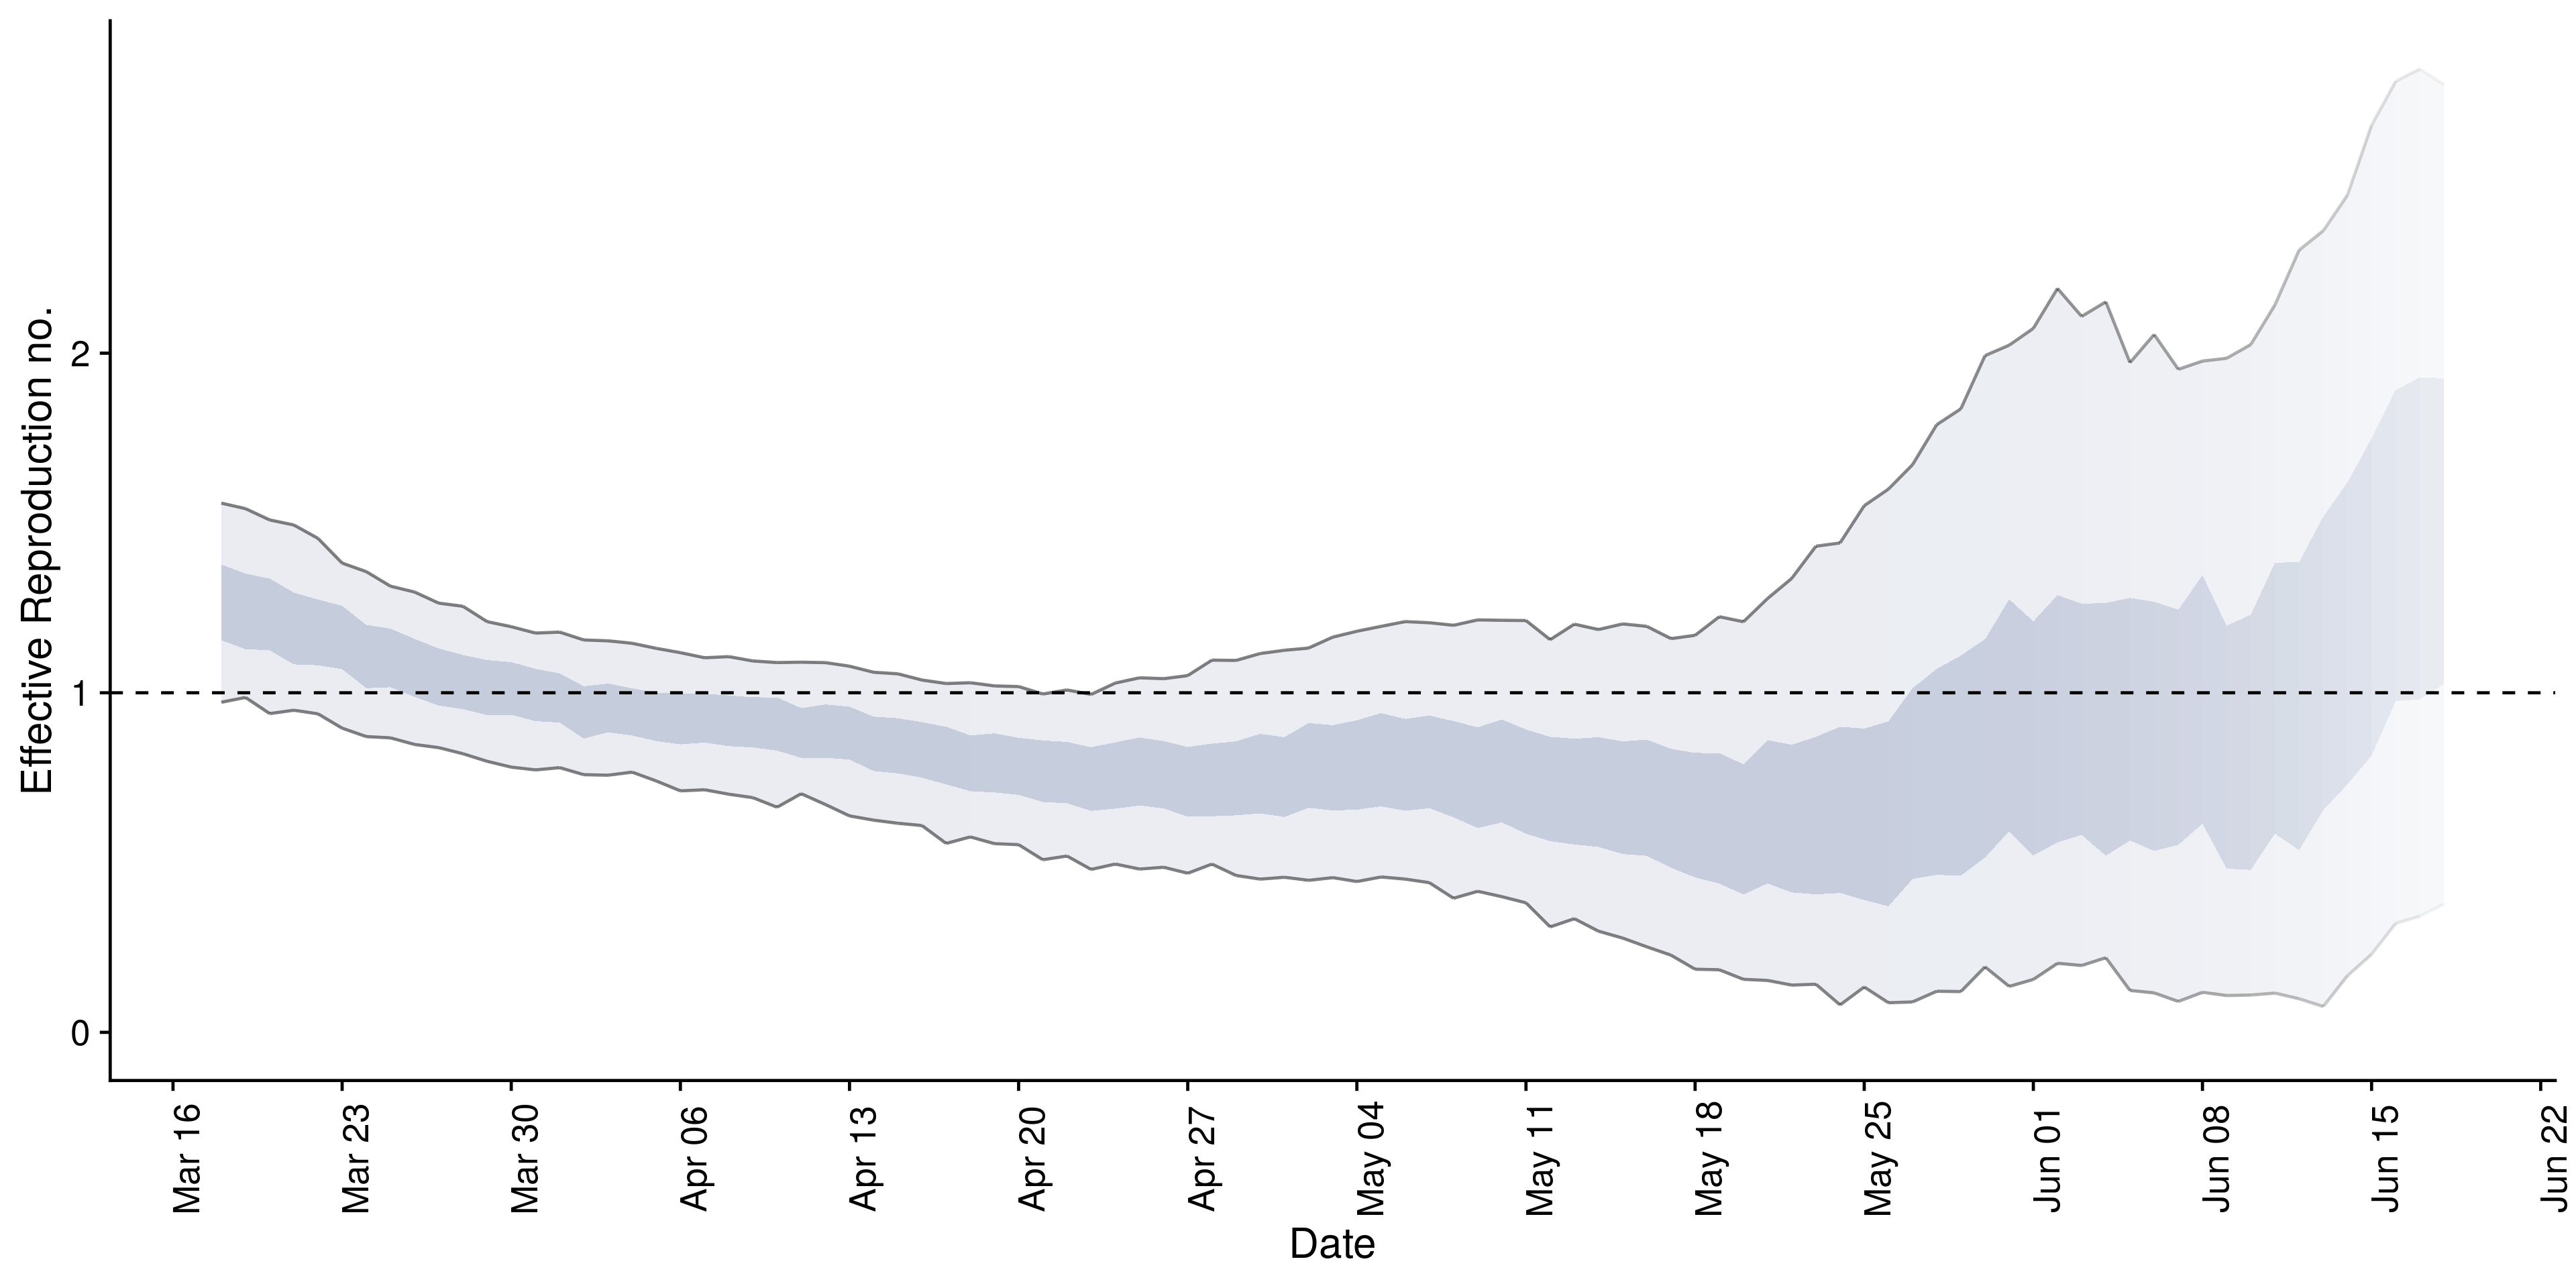 Effective Reproduction no.
2
1
0
Mar 16
Mar 23
Mar 30
Apr 06
Apr 13
Apr 20
Apr 27
May 04
May 11
May 18
May 25
Jun 01
Jun 08
Jun 15
Jun 22
Date